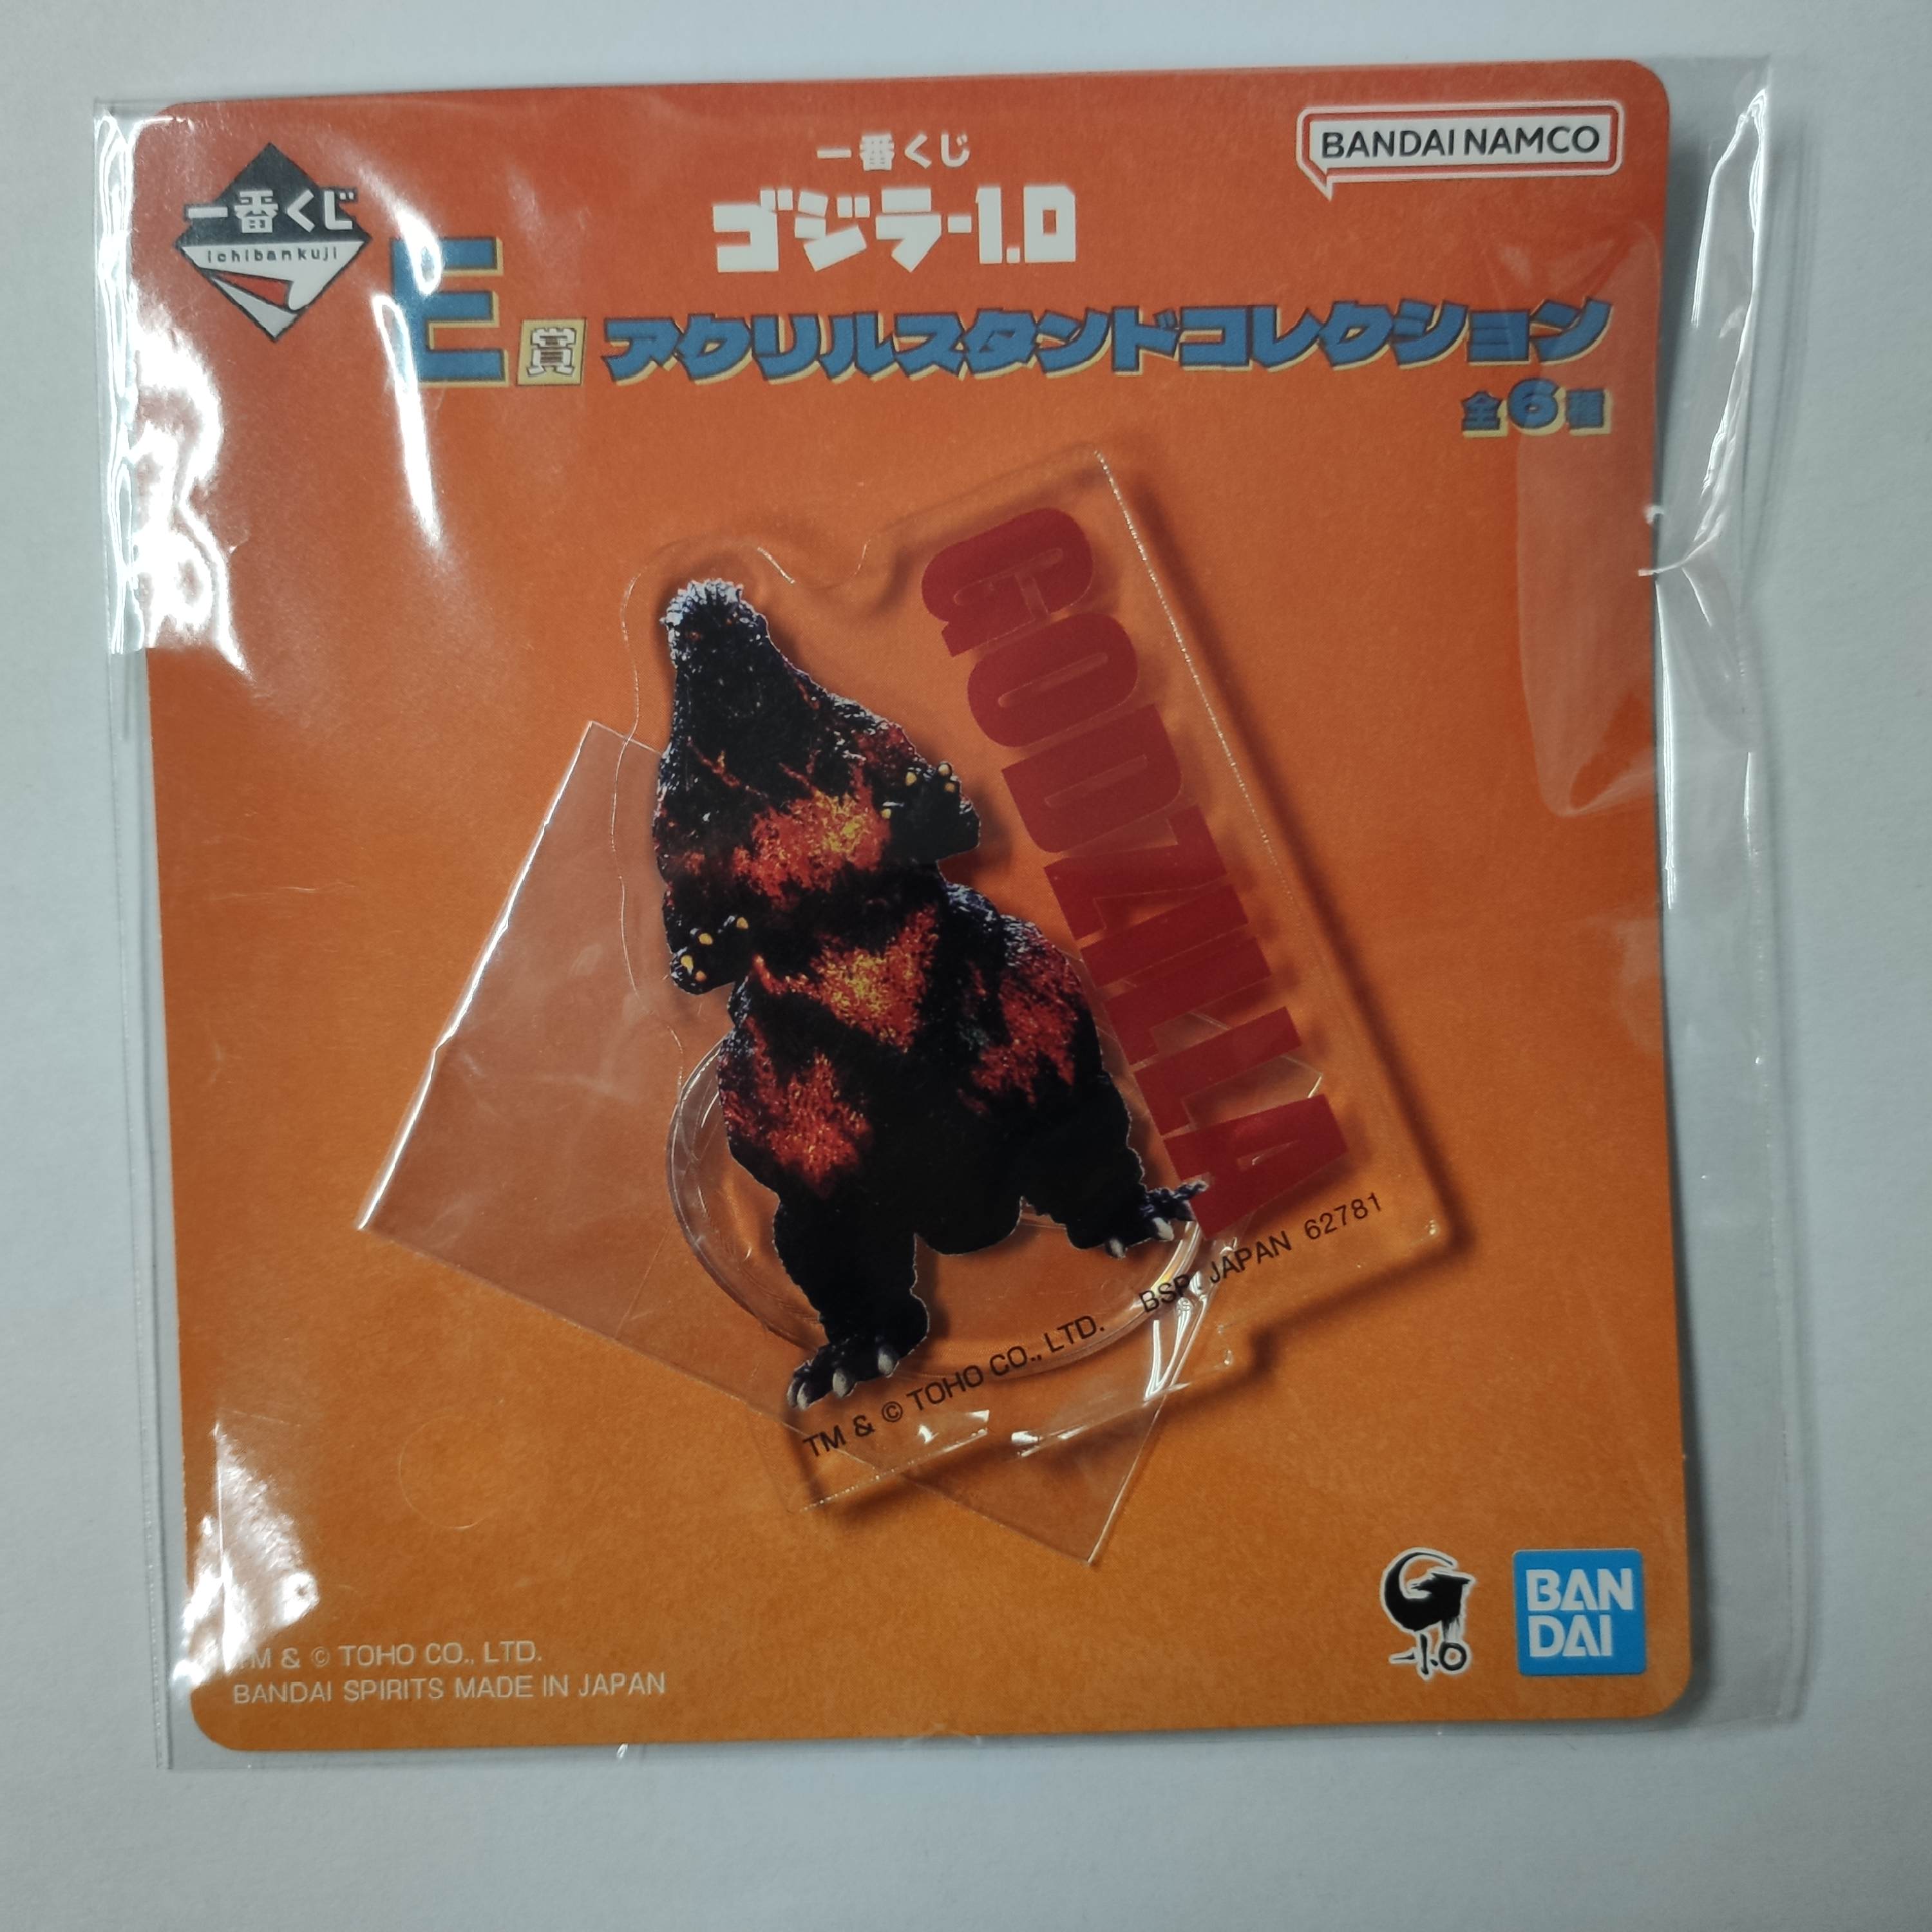 一番くじ
ichibankuji
一番くじ
ゴジラ-1.0
BANDAI NAMCO
E賞 アクリルスタンドコレクション
全6種
GODZILLA
TM & © TOHO CO., LTD. BSP, JAPAN 62781
TM & © TOHO CO., LTD.
BANDAI SPIRITS MADE IN JAPAN
G
-1.0
BAN
DAI